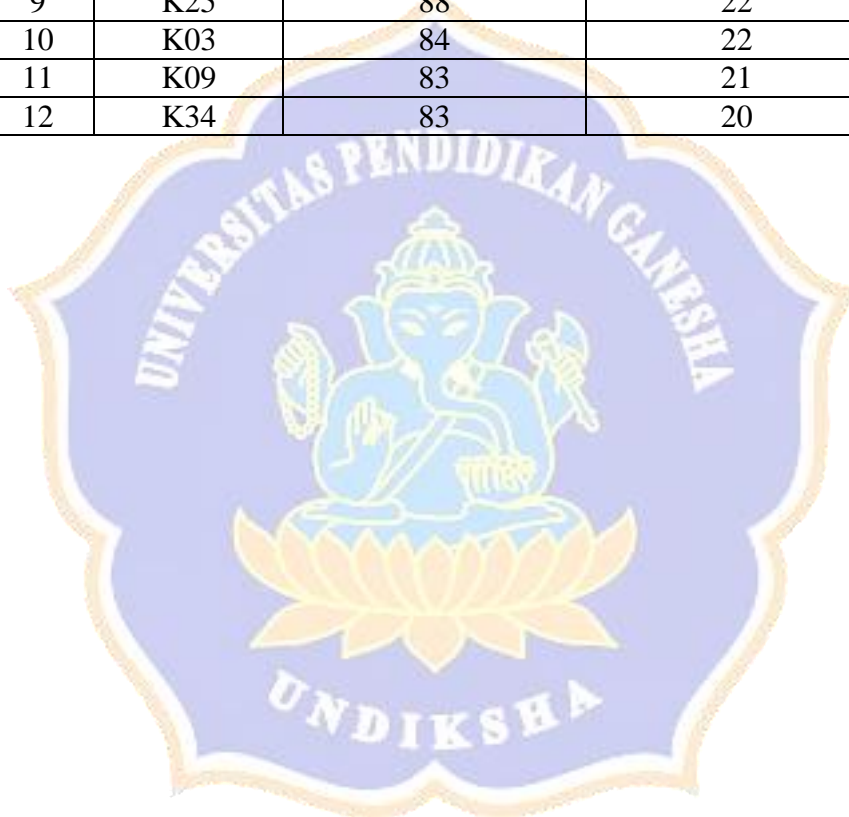 9 K25 88 22
10 K03 84 22
11 K09 83 21
12 K34 83 20
UNIVERSITAS PENDIDIKAN GANESHA
UNDIKSHA